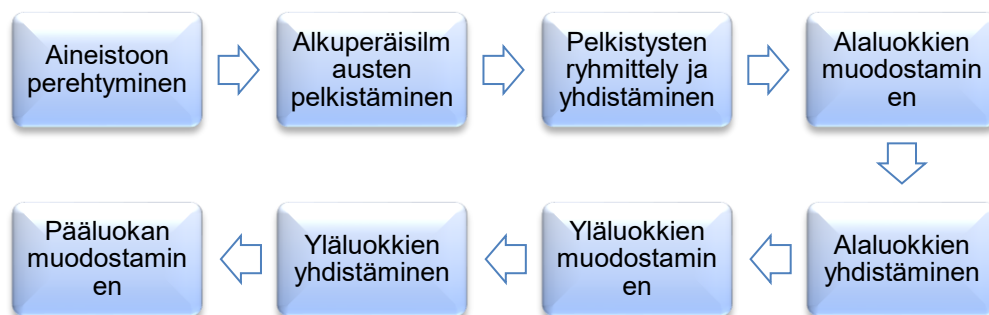 Aineistoon
perehtyminen
Alkuperäisilm
austen
pelkistäminen
Pelkistysten
ryhmittely ja
yhdistäminen
Alaluokkien
muodostamin
en
Alaluokkien
yhdistäminen
Yläluokkien
muodostamin
en
Yläluokkien
yhdistäminen
Pääluokan
muodostamin
en